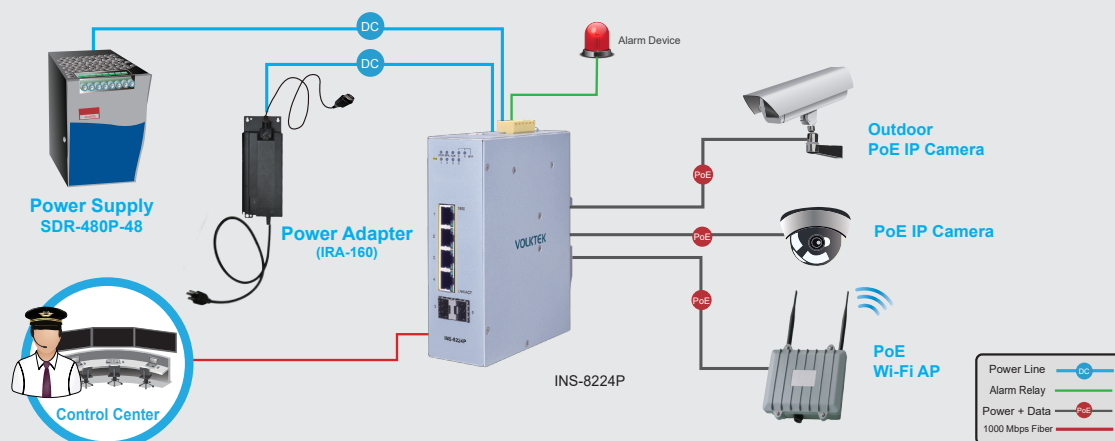 DC
DC
Alarm Device
Power Supply
SDR-480P-48
Power Adapter
(IRA-160)
VOLKTEK
INS-8224P
INS-8224P
Control Center
PoE
Outdoor
PoE IP Camera
PoE
PoE IP Camera
PoE
PoE
Wi-Fi AP
Power Line
DC
Alarm Relay
Power + Data
PoE
1000 Mbps Fiber